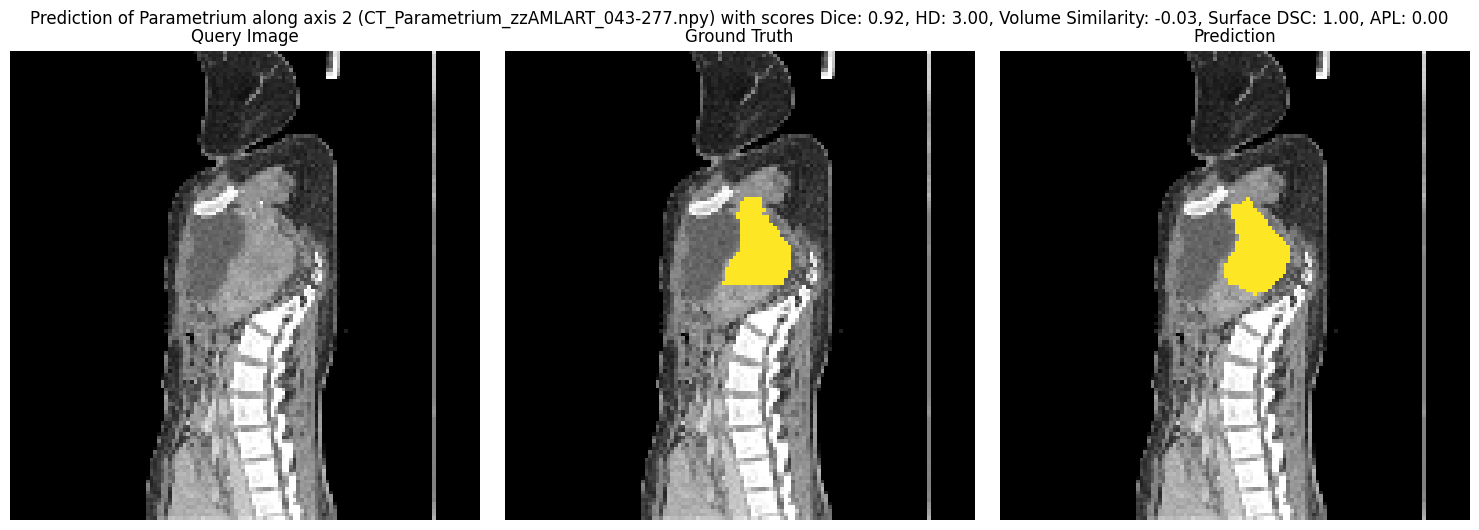 Prediction of Parametrium along axis 2 (CT_Parametrium_zzAMLART_043-277.npy) with scores Dice: 0.92, HD: 3.00, Volume Similarity: -0.03, Surface DSC: 1.00, APL: 0.00
Query Image
Ground Truth
Prediction